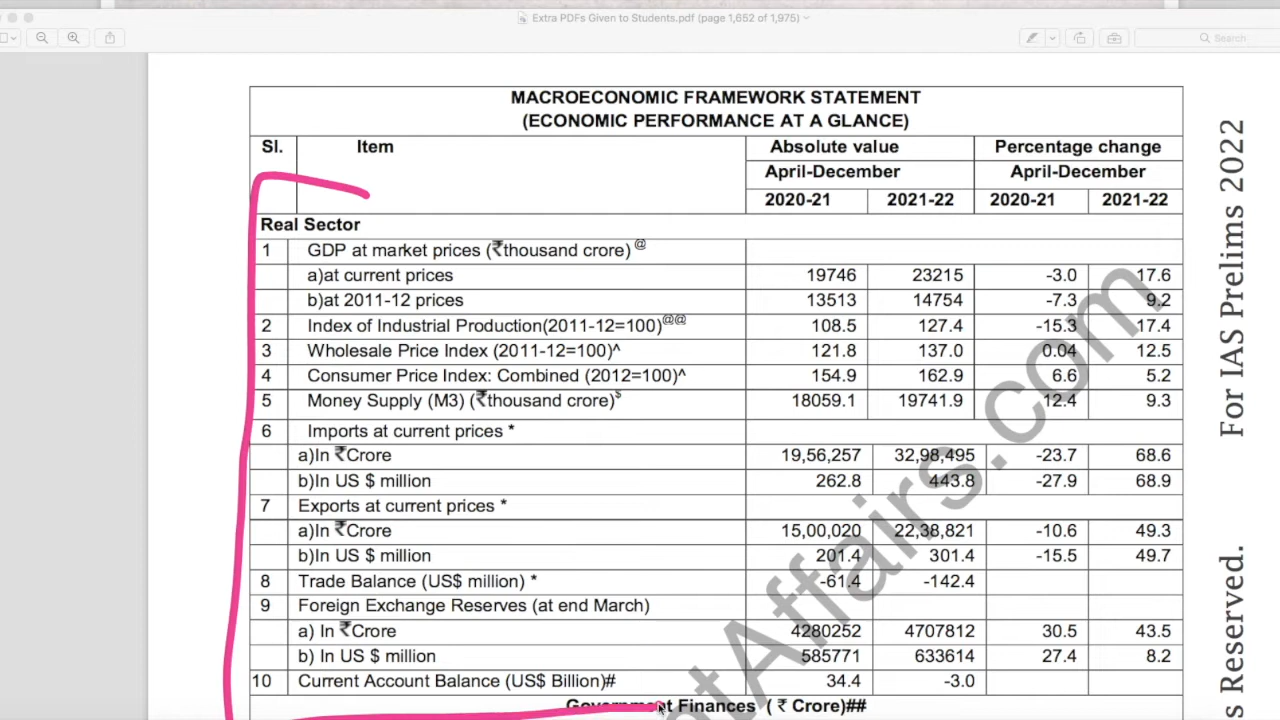 Extra PDFs Given to Students.pdf (page 1,652 of 1,975)
Search
MACROECONOMIC FRAMEWORK STATEMENT
(ECONOMIC PERFORMANCE AT A GLANCE)
Sl. Item Absolute value Percentage change
April-December April-December
2020-21 2021-22 2020-21 2021-22
Real Sector
1 GDP at market prices (₹thousand crore) @
a)at current prices 19746 23215 -3.0 17.6
b)at 2011-12 prices 13513 14754 -7.3 9.2
2 Index of Industrial Production(2011-12=100)@@ 108.5 127.4 -15.3 17.4
3 Wholesale Price Index (2011-12=100)^ 121.8 137.0 0.04 12.5
4 Consumer Price Index: Combined (2012=100)^ 154.9 162.9 6.6 5.2
5 Money Supply (M3) (₹thousand crore)$ 18059.1 19741.9 12.4 9.3
6 Imports at current prices *
a)In ₹Crore 19,56,257 32,98,495 -23.7 68.6
b)In US $ million 262.8 443.8 -27.9 68.9
7 Exports at current prices *
a)In ₹Crore 15,00,020 22,38,821 -10.6 49.3
b)In US $ million 201.4 301.4 -15.5 49.7
8 Trade Balance (US$ million) * -61.4 -142.4
9 Foreign Exchange Reserves (at end March)
a) In ₹Crore 4280252 4707812 30.5 43.5
b) In US $ million 585771 633614 27.4 8.2
10 Current Account Balance (US$ Billion)# 34.4 -3.0
Government Finances ( ₹ Crore)##
ntAffairs.com
For IAS Prelims 2022
s Reserved.